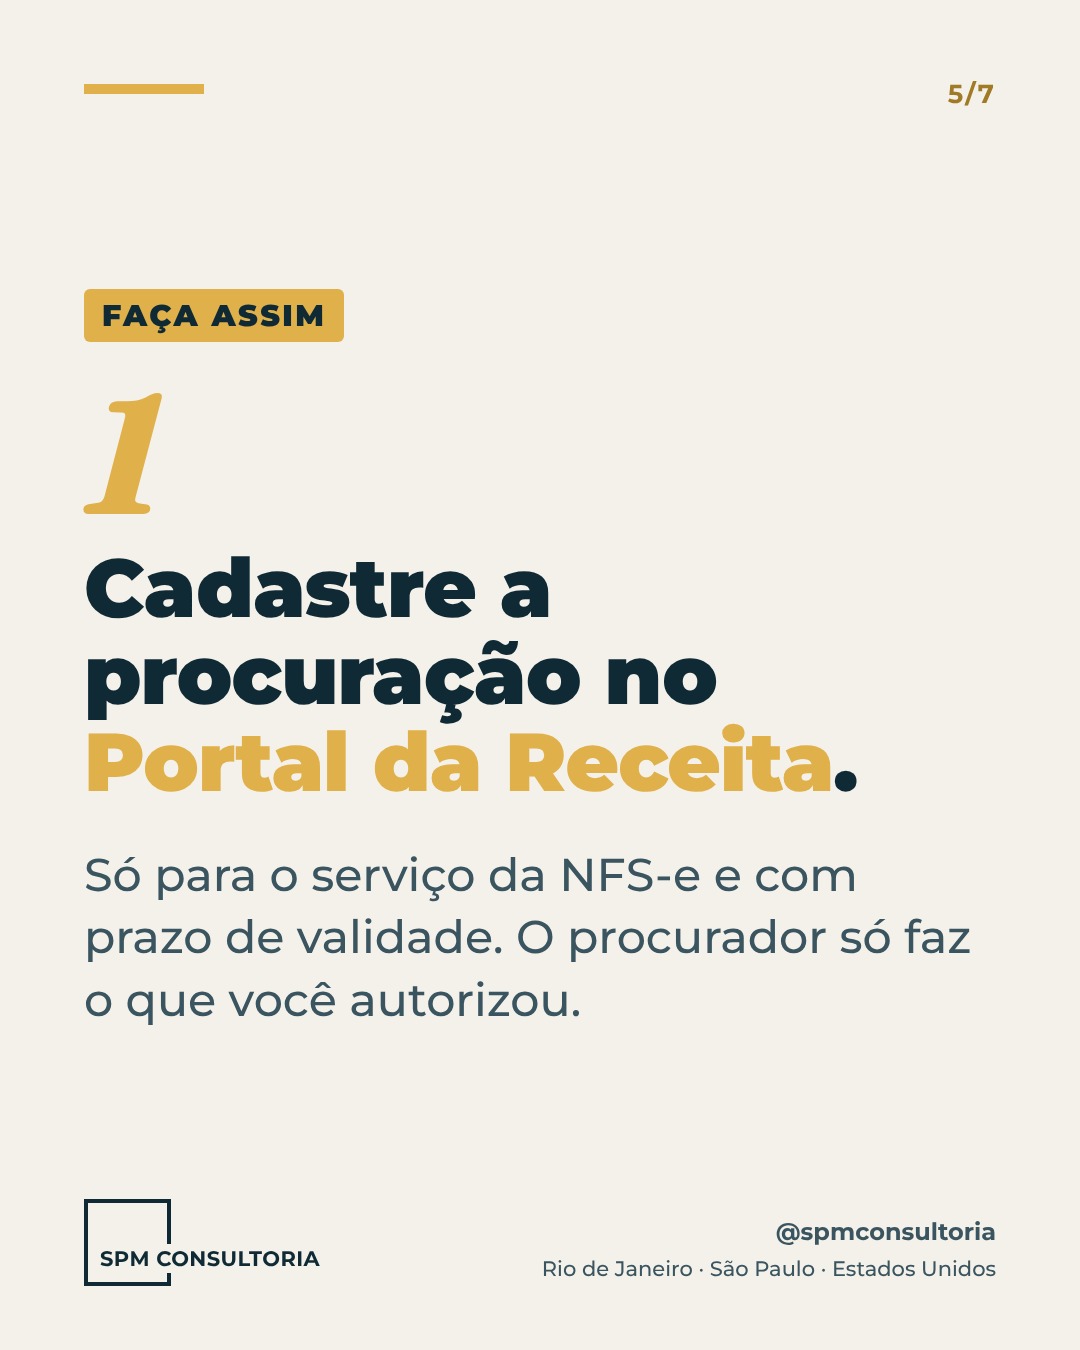 5/7
FAÇA ASSIM
1
Cadastre a
procuração no
Portal da Receita.
Só para o serviço da NFS-e e com
prazo de validade. O procurador só faz
o que você autorizou.
SPM CONSULTORIA
@spmconsultoria
Rio de Janeiro · São Paulo · Estados Unidos